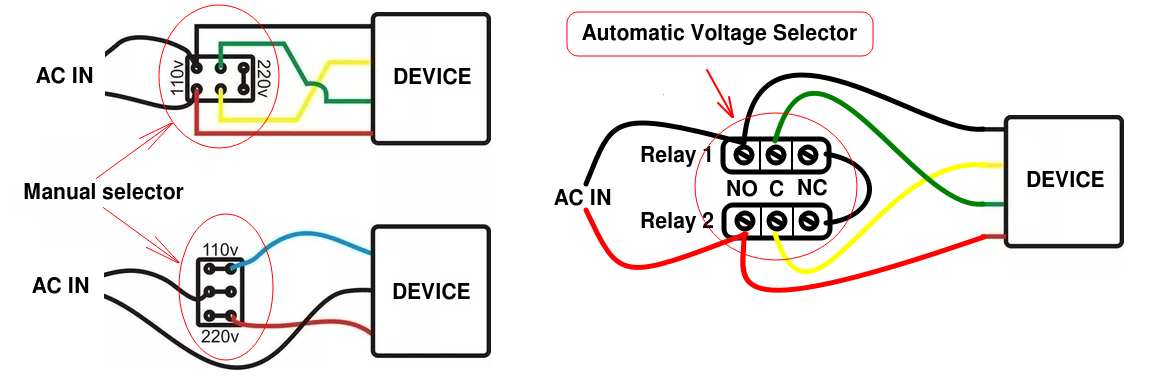 AC IN
110v
220v
DEVICE
Manual selector
110v
AC IN
220v
DEVICE
Automatic Voltage Selector
Relay 1
NO C NC
AC IN
Relay 2
DEVICE